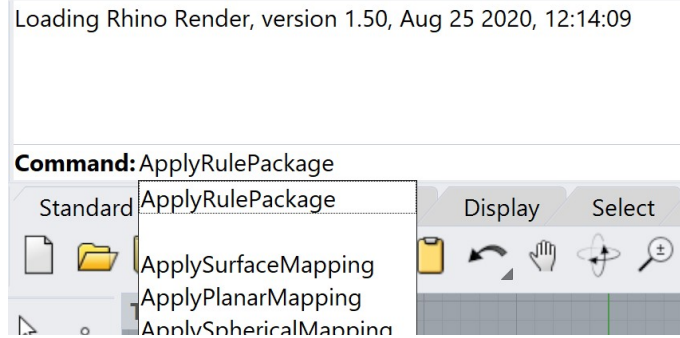 Loading Rhino Render, version 1.50, Aug 25 2020, 12:14:09
Command: ApplyRulePackage
ApplyRulePackage
Standard Display Select
ApplySurfaceMapping
ApplyPlanarMapping
ApplySphericalMapping